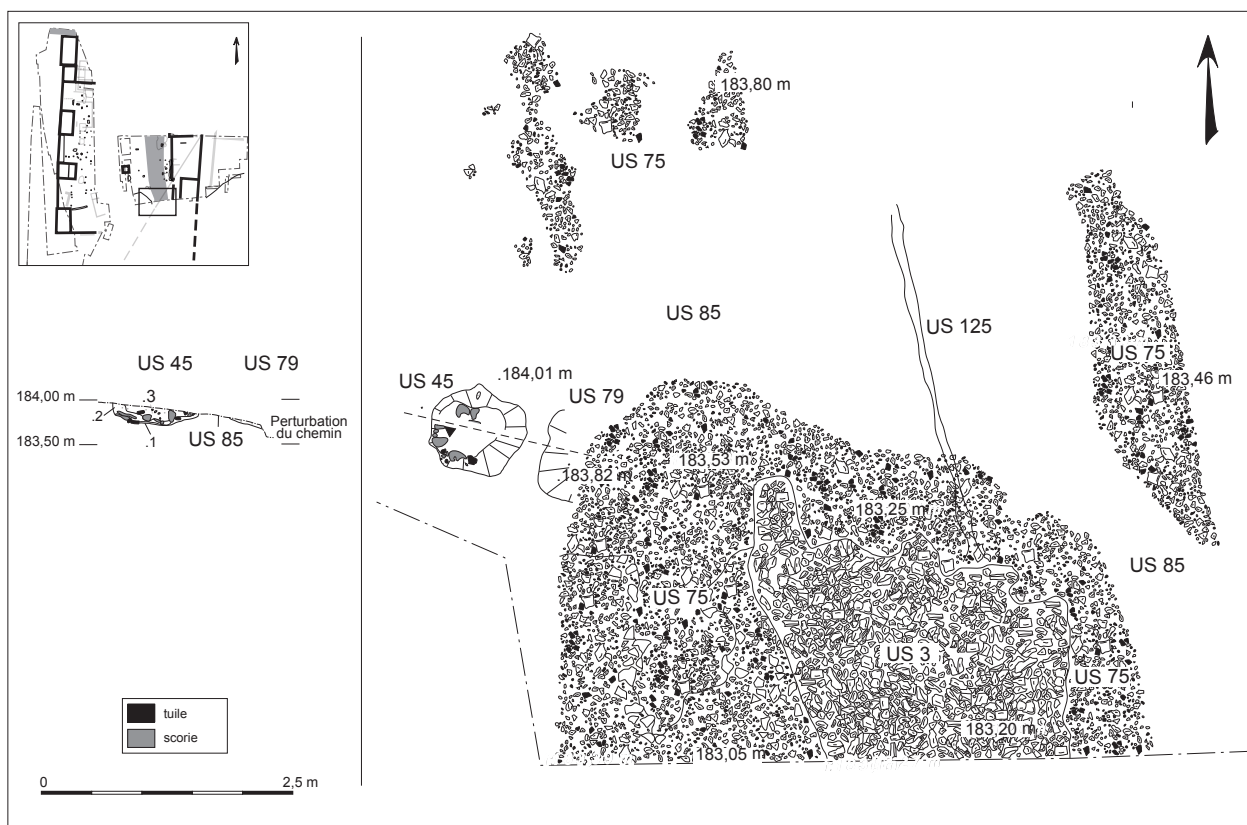 183,80 m
US 75
US 85
US 125
US 75
183,46 m
US 45
US 79
184,00 m
.3
.2
.1
US 85
183,50 m
Perturbation
du chemin
US 45
.184,01 m
US 79
.183,82 m
183,53 m
183,25 m
US 85
US 75
US 3
US 75
183,20 m
183,05 m
tuile
scorie
0
2,5 m